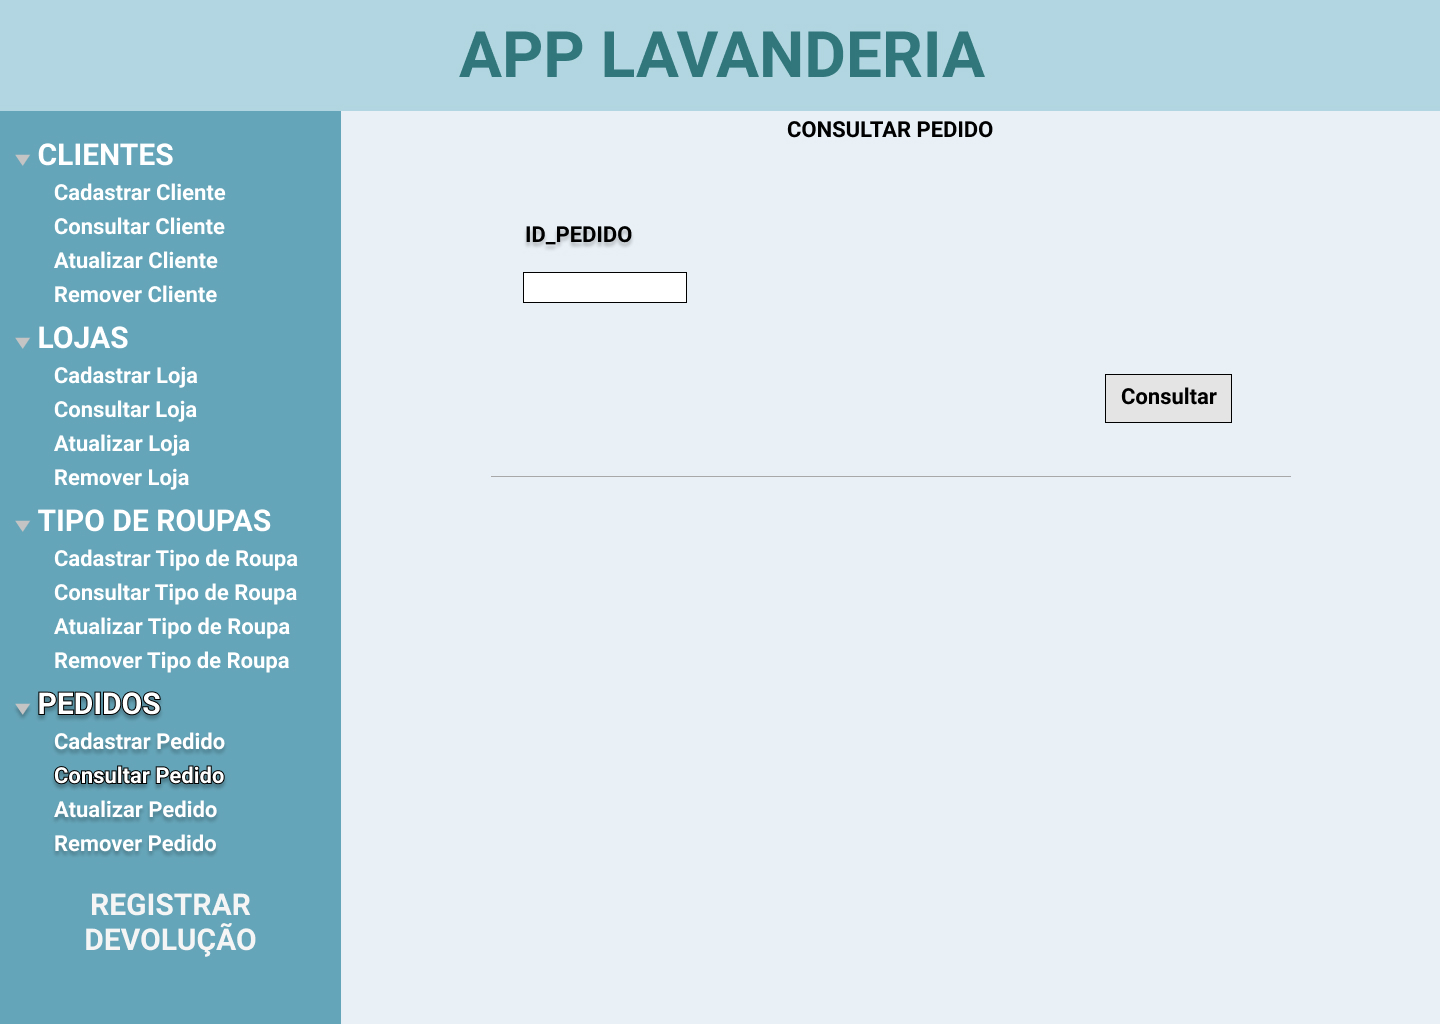 APP LAVANDERIA
CLIENTES
Cadastrar Cliente
Consultar Cliente
Atualizar Cliente
Remover Cliente
LOJAS
Cadastrar Loja
Consultar Loja
Atualizar Loja
Remover Loja
TIPO DE ROUPAS
Cadastrar Tipo de Roupa
Consultar Tipo de Roupa
Atualizar Tipo de Roupa
Remover Tipo de Roupa
PEDIDOS
Cadastrar Pedido
Consultar Pedido
Atualizar Pedido
Remover Pedido
REGISTRAR
DEVOLUÇÃO
CONSULTAR PEDIDO
ID_PEDIDO
Consultar